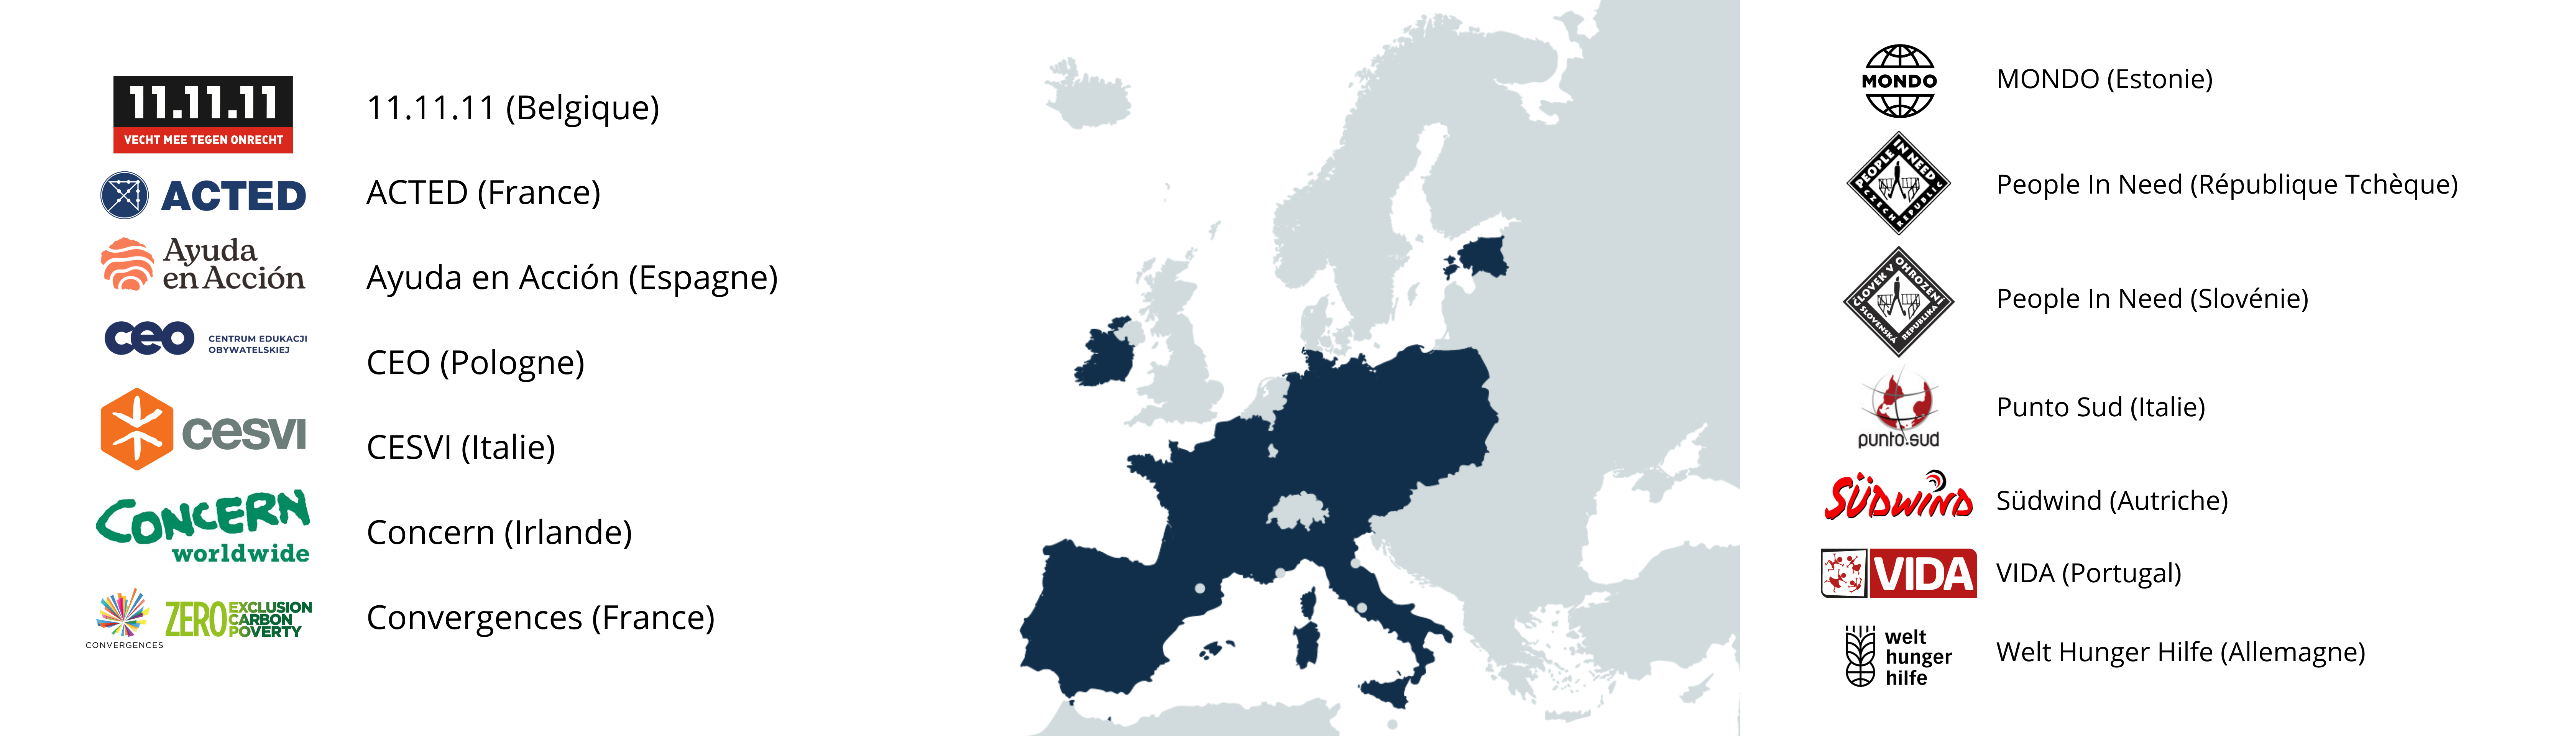 11.11.11
VECHT MEE TEGEN ONRECHT
11.11.11 (Belgique)
ACTED
ACTED (France)
Ayuda
en Acción
Ayuda en Acción (Espagne)
ceo
CENTRUM EDUKACJI
OBYWATELSKIEJ
CEO (Pologne)
cesvi
CESVI (Italie)
CONCERN
worldwide
Concern (Irlande)
CONVERGENCES
ZERO
EXCLUSION
CARBON
POVERTY
Convergences (France)
MONDO
MONDO (Estonie)
PEOPLE IN NEED
CZECH REPUBLIC
People In Need (République Tchèque)
ČLOVEK V OHROZENÍ
SLOVENSKÁ REPUBLIKA
People In Need (Slovénie)
punto.sud
Punto Sud (Italie)
SÜDWIND
Südwind (Autriche)
VIDA
VIDA (Portugal)
welt
hunger
hilfe
Welt Hunger Hilfe (Allemagne)